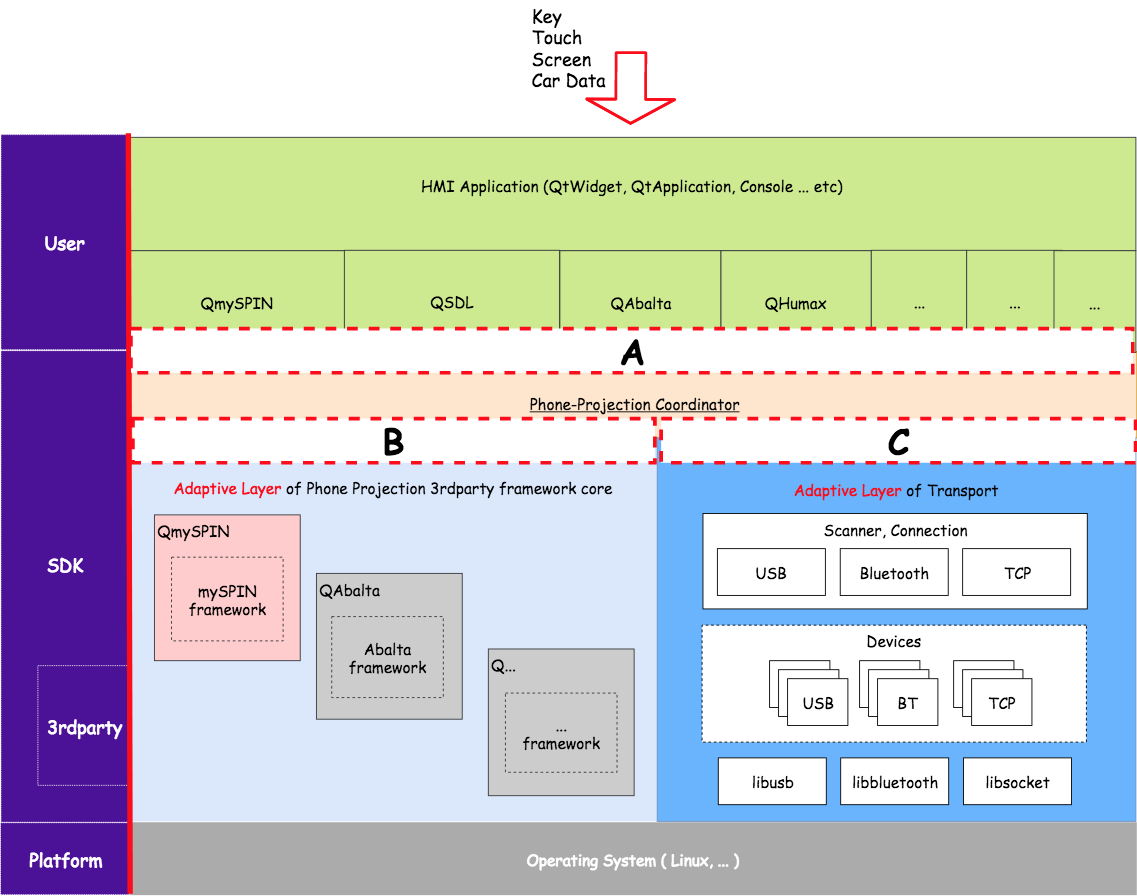 Key
Touch
Screen
Car Data
User
HMI Application (QtWidget, QtApplication, Console ... etc)
QmySPIN
QSDL
QAbalta
QHumax
...
...
...
A
Phone-Projection Coordinator
B
C
SDK
Adaptive Layer of Phone Projection 3rdparty framework core
QmySPIN
mySPIN
framework
QAbalta
Abalta
framework
Q...
...
framework
Adaptive Layer of Transport
Scanner, Connection
USB
Bluetooth
TCP
Devices
USB
BT
TCP
libusb
libbluetooth
libsocket
3rdparty
Platform
Operating System ( Linux, ... )